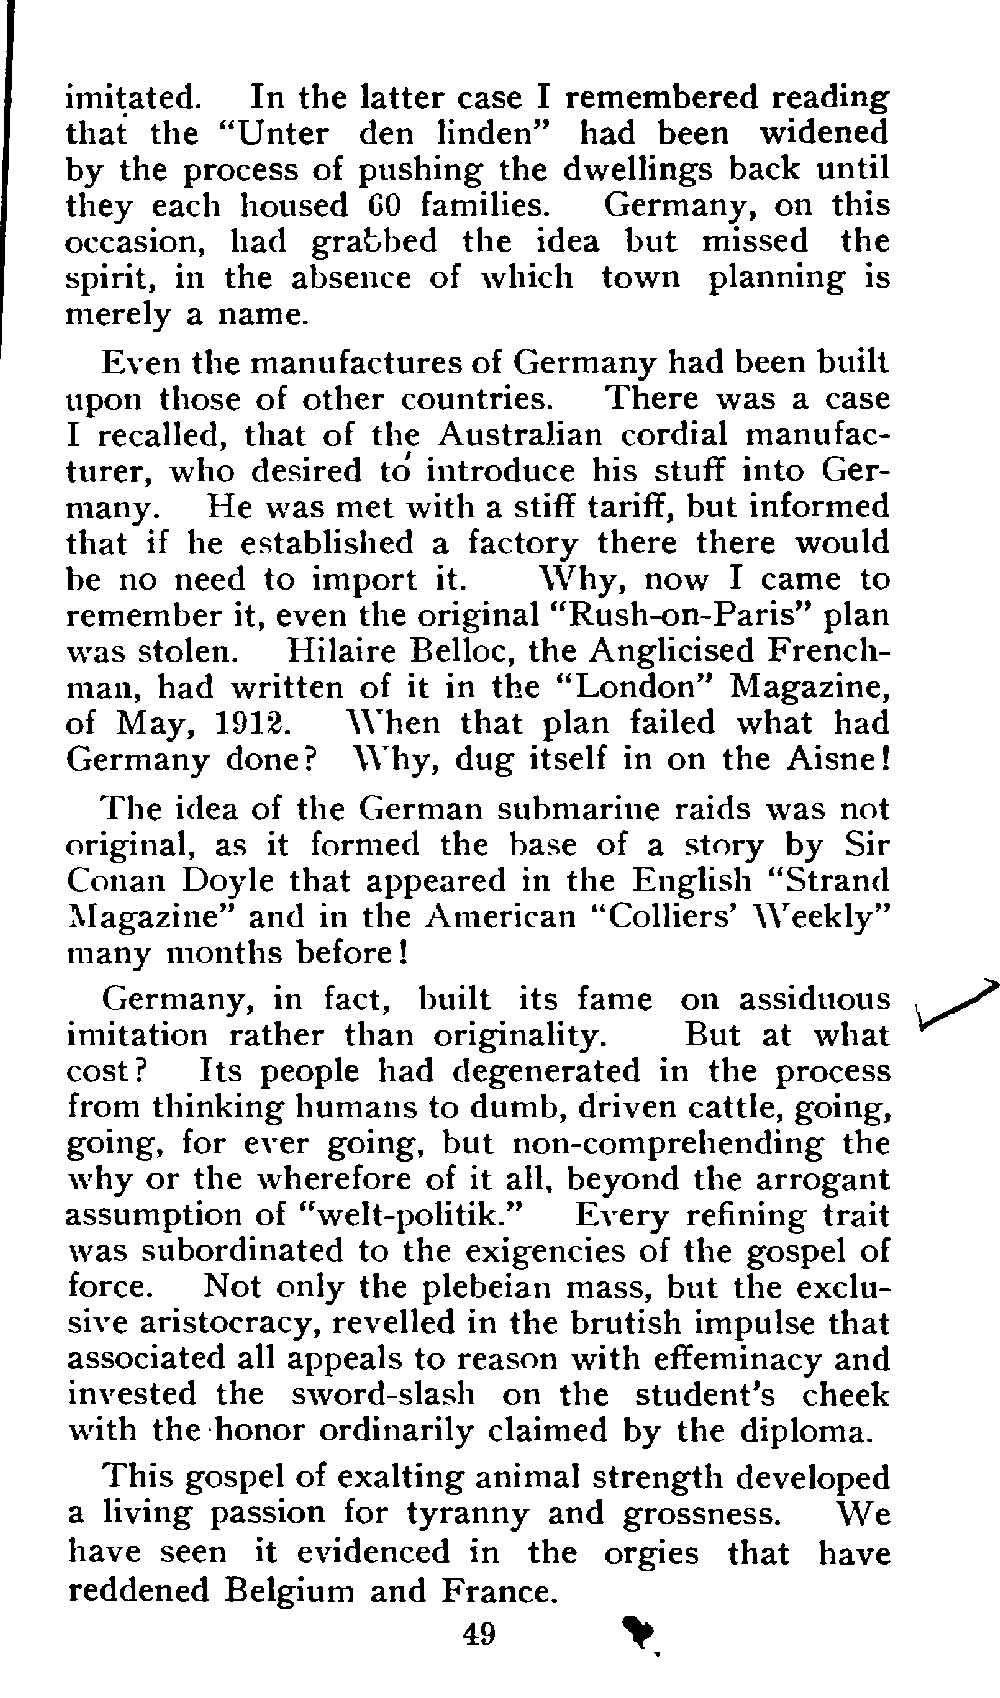 imitated. In the latter case I remembered reading
that the “Unter den linden” had been widened
by the process of pushing the dwellings back until
they each housed 60 families. Germany, on this
occasion, had grabbed the idea but missed the
spirit, in the absence of which town planning is
merely a name.
Even the manufactures of Germany had been built
upon those of other countries. There was a case
I recalled, that of the Australian cordial manufac-
turer, who desired to introduce his stuff into Ger-
many. He was met with a stiff tariff, but informed
that if he established a factory there there would
be no need to import it. Why, now I came to
remember it, even the original “Rush-on-Paris” plan
was stolen. Hilaire Belloc, the Anglicised French-
man, had written of it in the “London” Magazine,
of May, 1912. When that plan failed what had
Germany done? Why, dug itself in on the Aisne!
The idea of the German submarine raids was not
original, as it formed the base of a story by Sir
Conan Doyle that appeared in the English “Strand
Magazine” and in the American “Colliers’ Weekly”
many months before!
Germany, in fact, built its fame on assiduous
imitation rather than originality. But at what
cost? Its people had degenerated in the process
from thinking humans to dumb, driven cattle, going,
going, for ever going, but non-comprehending the
why or the wherefore of it all, beyond the arrogant
assumption of “welt-politik.” Every refining trait
was subordinated to the exigencies of the gospel of
force. Not only the plebeian mass, but the exclu-
sive aristocracy, revelled in the brutish impulse that
associated all appeals to reason with effeminacy and
invested the sword-slash on the student’s cheek
with the honor ordinarily claimed by the diploma.
This gospel of exalting animal strength developed
a living passion for tyranny and grossness. We
have seen it evidenced in the orgies that have
reddened Belgium and France.
49